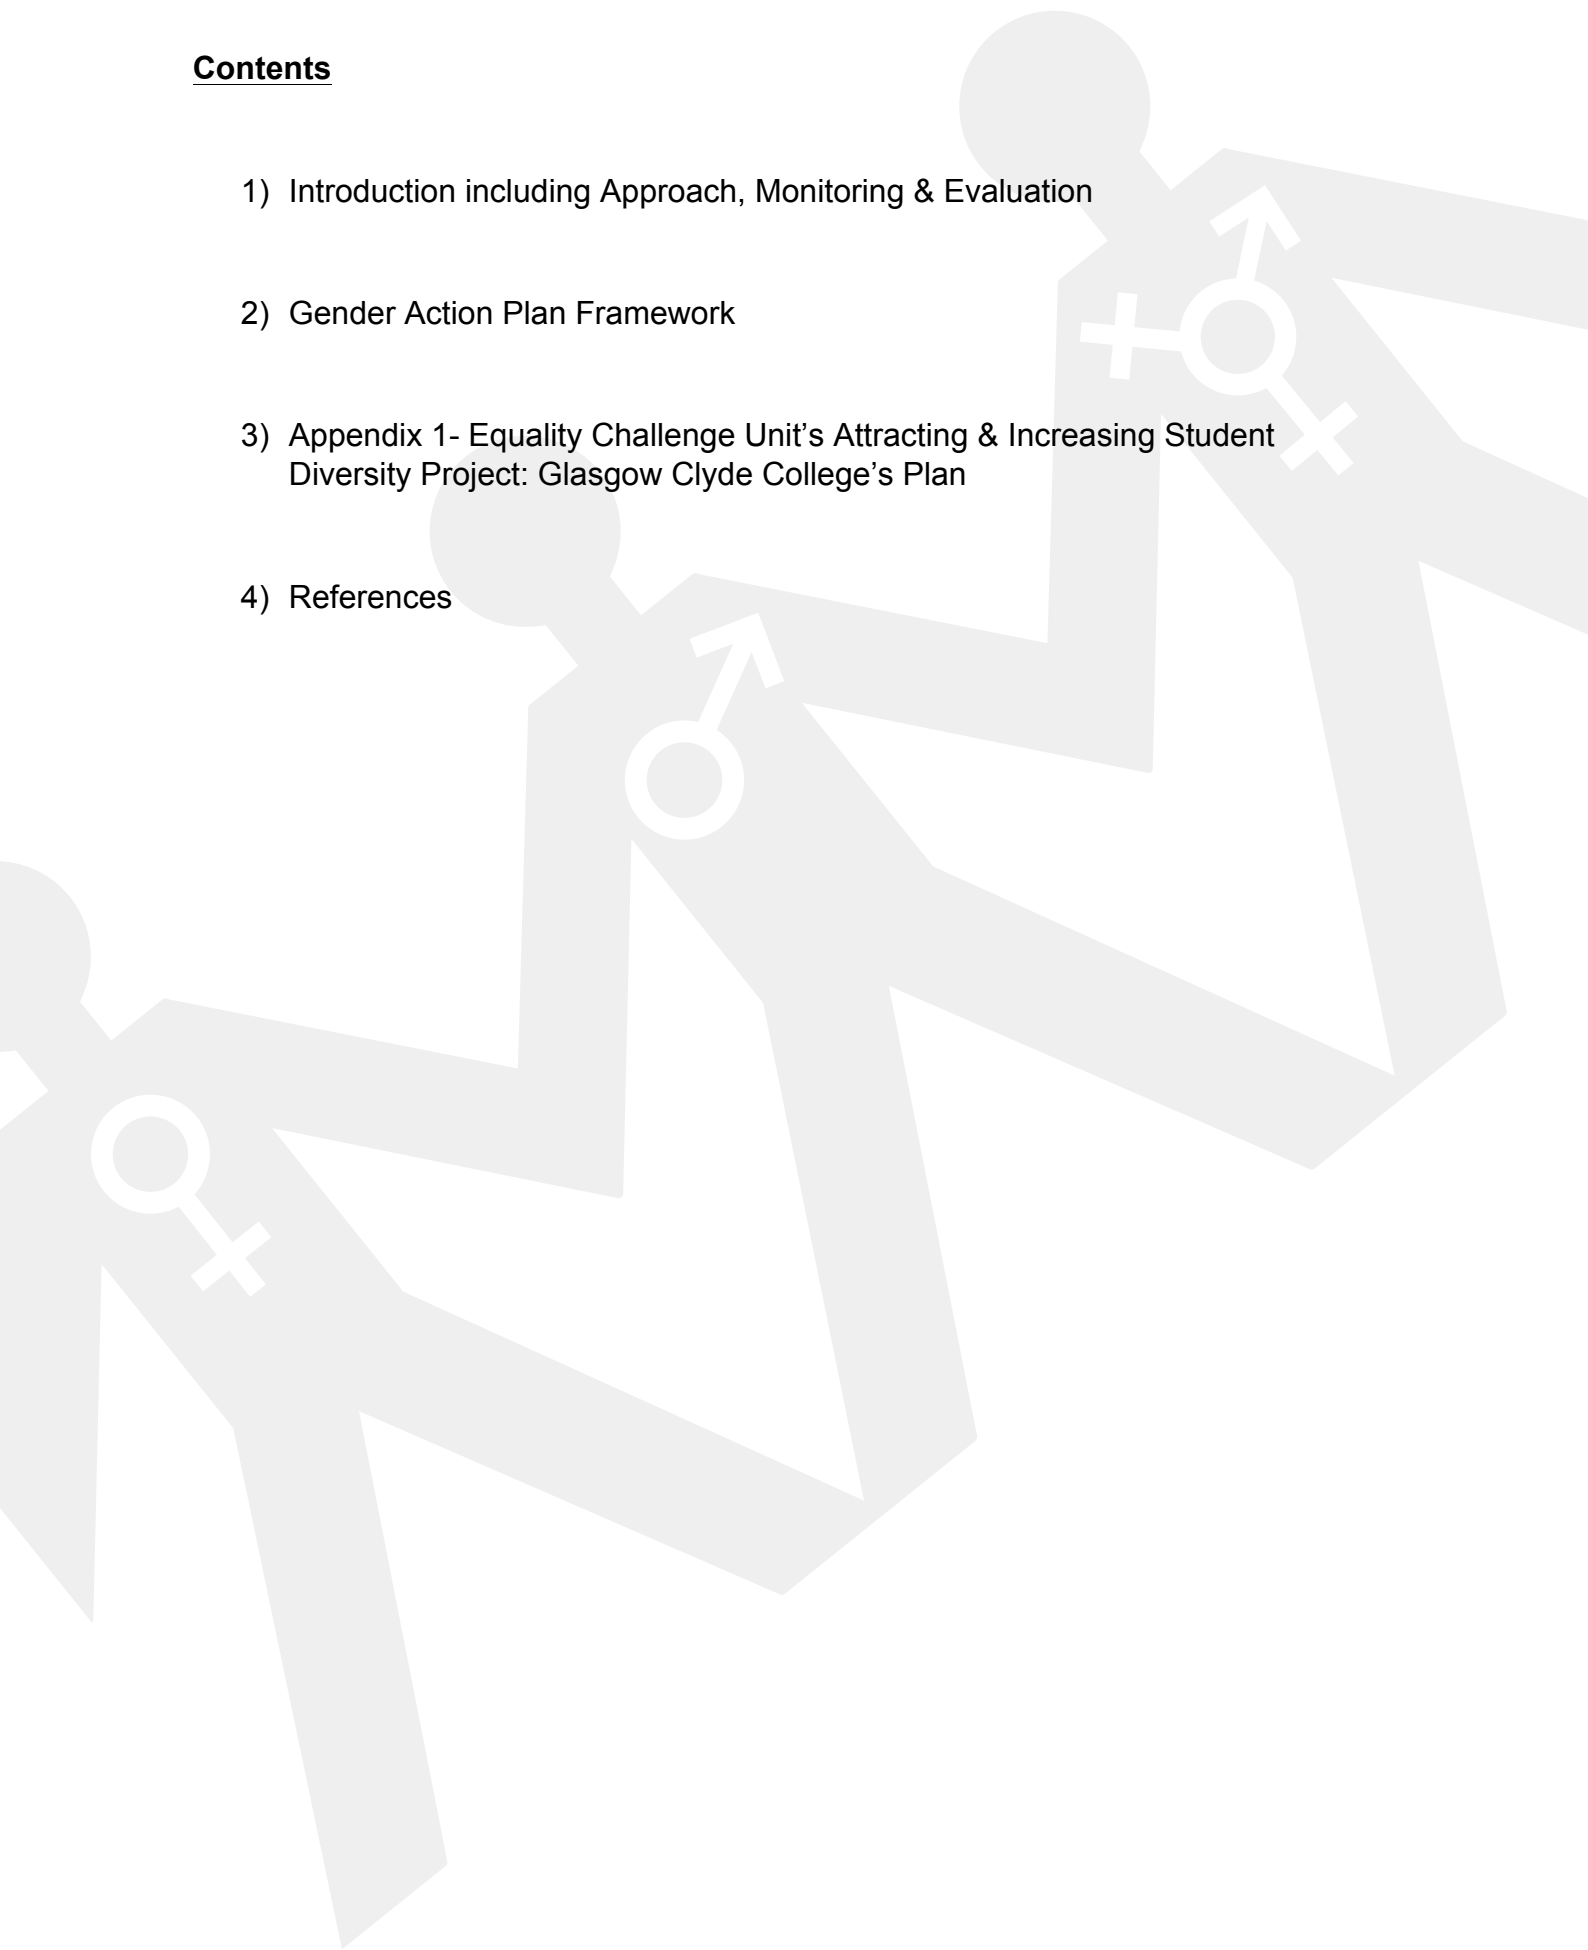 Contents
1) Introduction including Approach, Monitoring & Evaluation
2) Gender Action Plan Framework
3) Appendix 1- Equality Challenge Unit’s Attracting & Increasing Student
Diversity Project: Glasgow Clyde College’s Plan
4) References